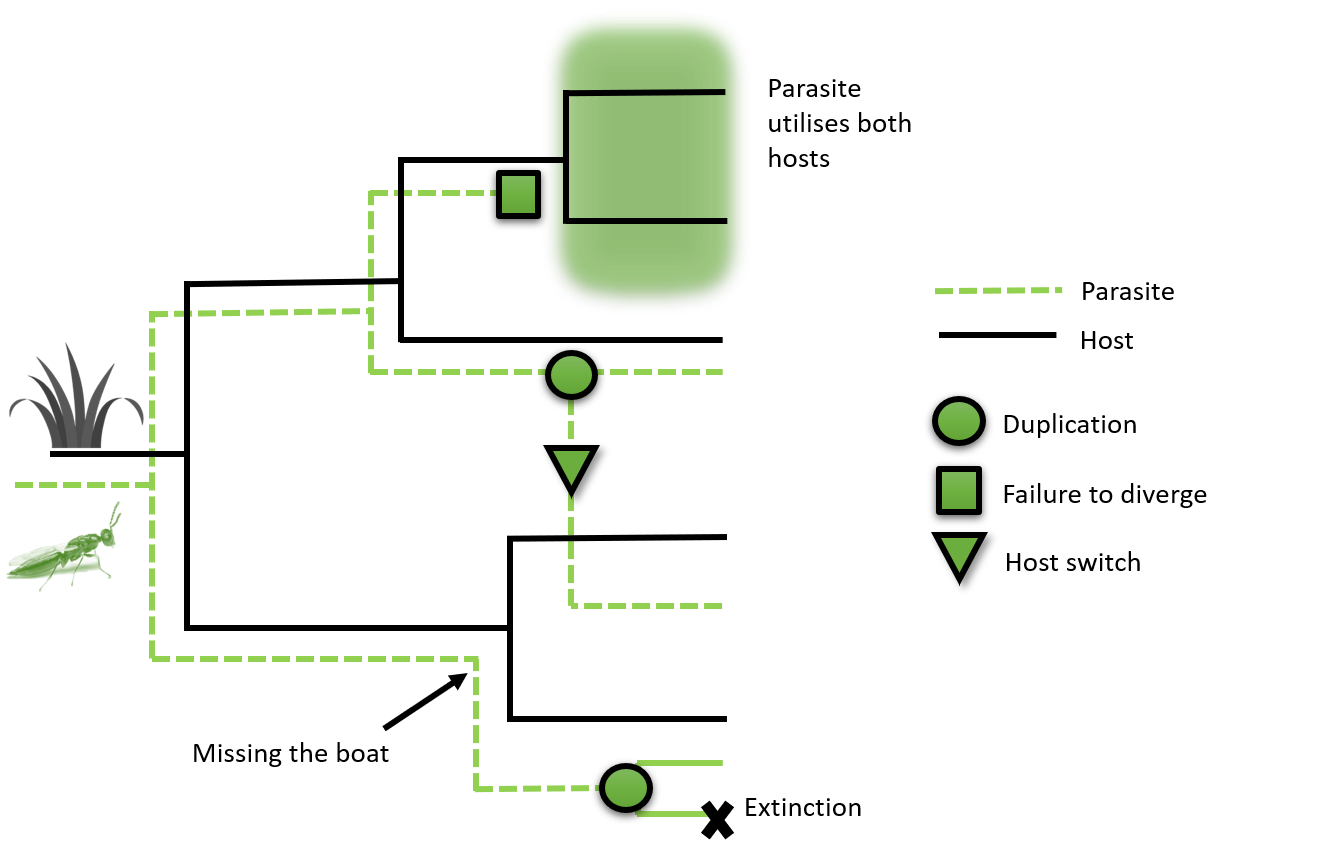 Parasite
utilises both
hosts
Parasite
Host
Duplication
Failure to diverge
Host switch
Missing the boat
Extinction